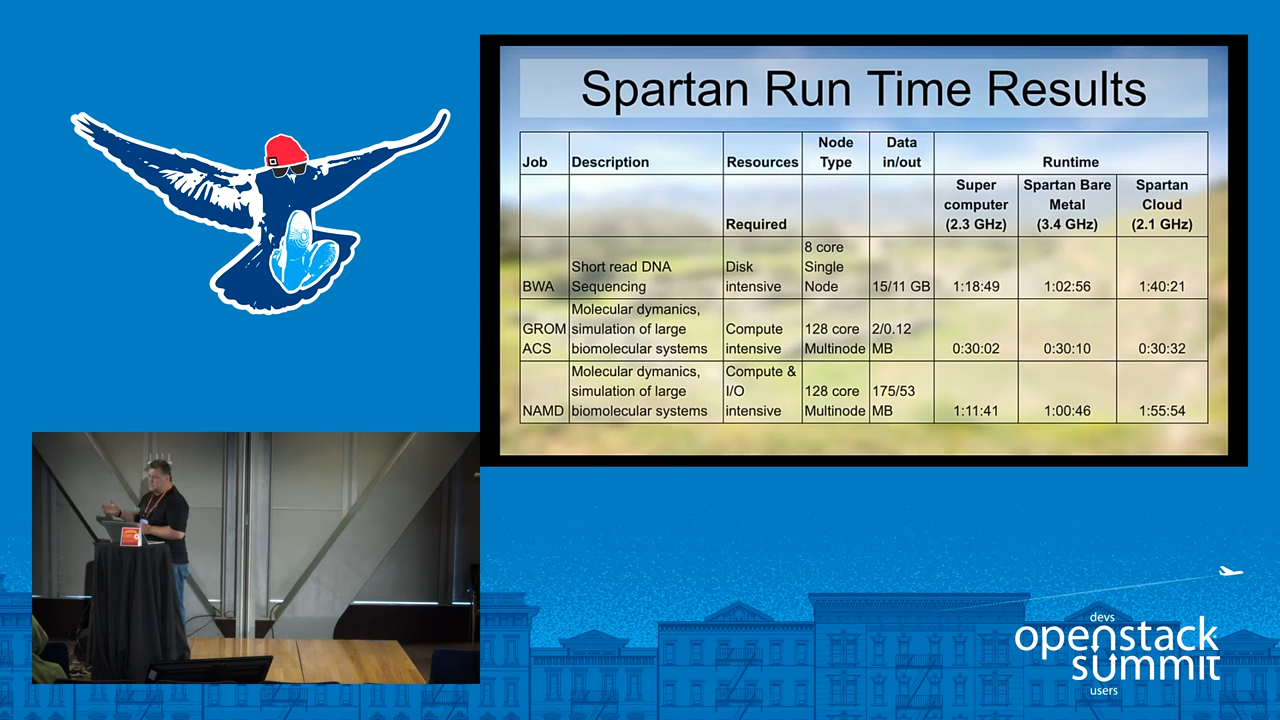 Spartan Run Time Results
Job Description Resources Node Type Data in/out Runtime
Required Super computer (2.3 GHz) Spartan Bare Metal (3.4 GHz) Spartan Cloud (2.1 GHz)
BWA Short read DNA Sequencing Disk intensive 8 core Single Node 15/11 GB 1:18:49 1:02:56 1:40:21
GROM ACS Molecular dymanics, simulation of large biomolecular systems Compute intensive 128 core Multinode 2/0.12 MB 0:30:02 0:30:10 0:30:32
NAMD Molecular dymanics, simulation of large biomolecular systems Compute & I/O intensive 128 core Multinode 175/53 MB 1:11:41 1:00:46 1:55:54
devs
openstack
summit
users